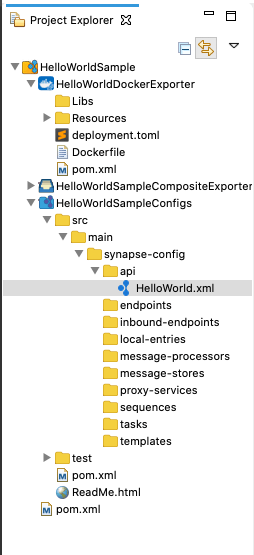 Project Explorer
HelloWorldSample
HelloWorldDockerExporter
Libs
Resources
deployment.toml
Dockerfile
pom.xml
HelloWorldSampleCompositeExporter
HelloWorldSampleConfigs
src
main
synapse-config
api
HelloWorld.xml
endpoints
inbound-endpoints
local-entries
message-processors
message-stores
proxy-services
sequences
tasks
templates
test
pom.xml
ReadMe.html
pom.xml